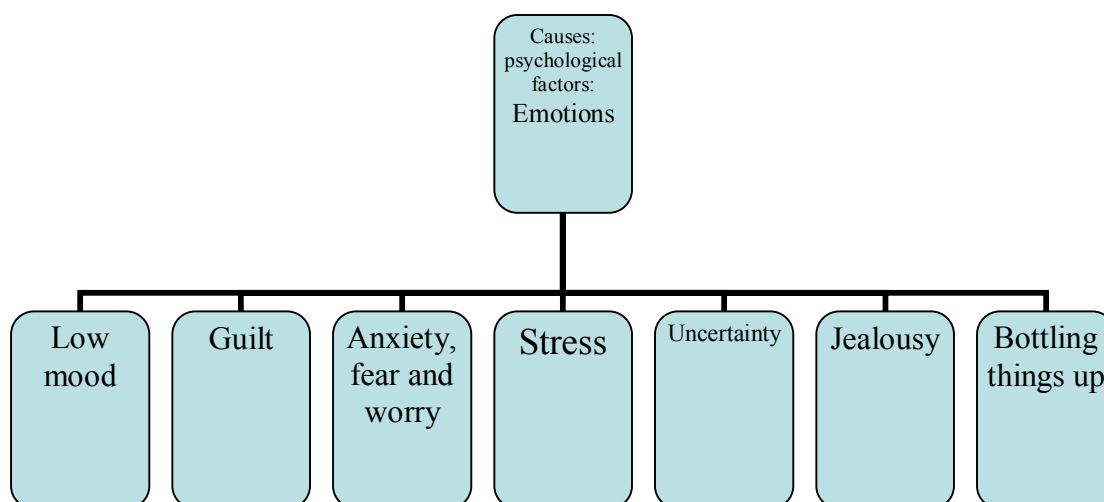 Causes:
psychological
factors:
Emotions
Low
mood
Guilt
Anxiety,
fear and
worry
Stress
Uncertainty
Jealousy
Bottling
things up